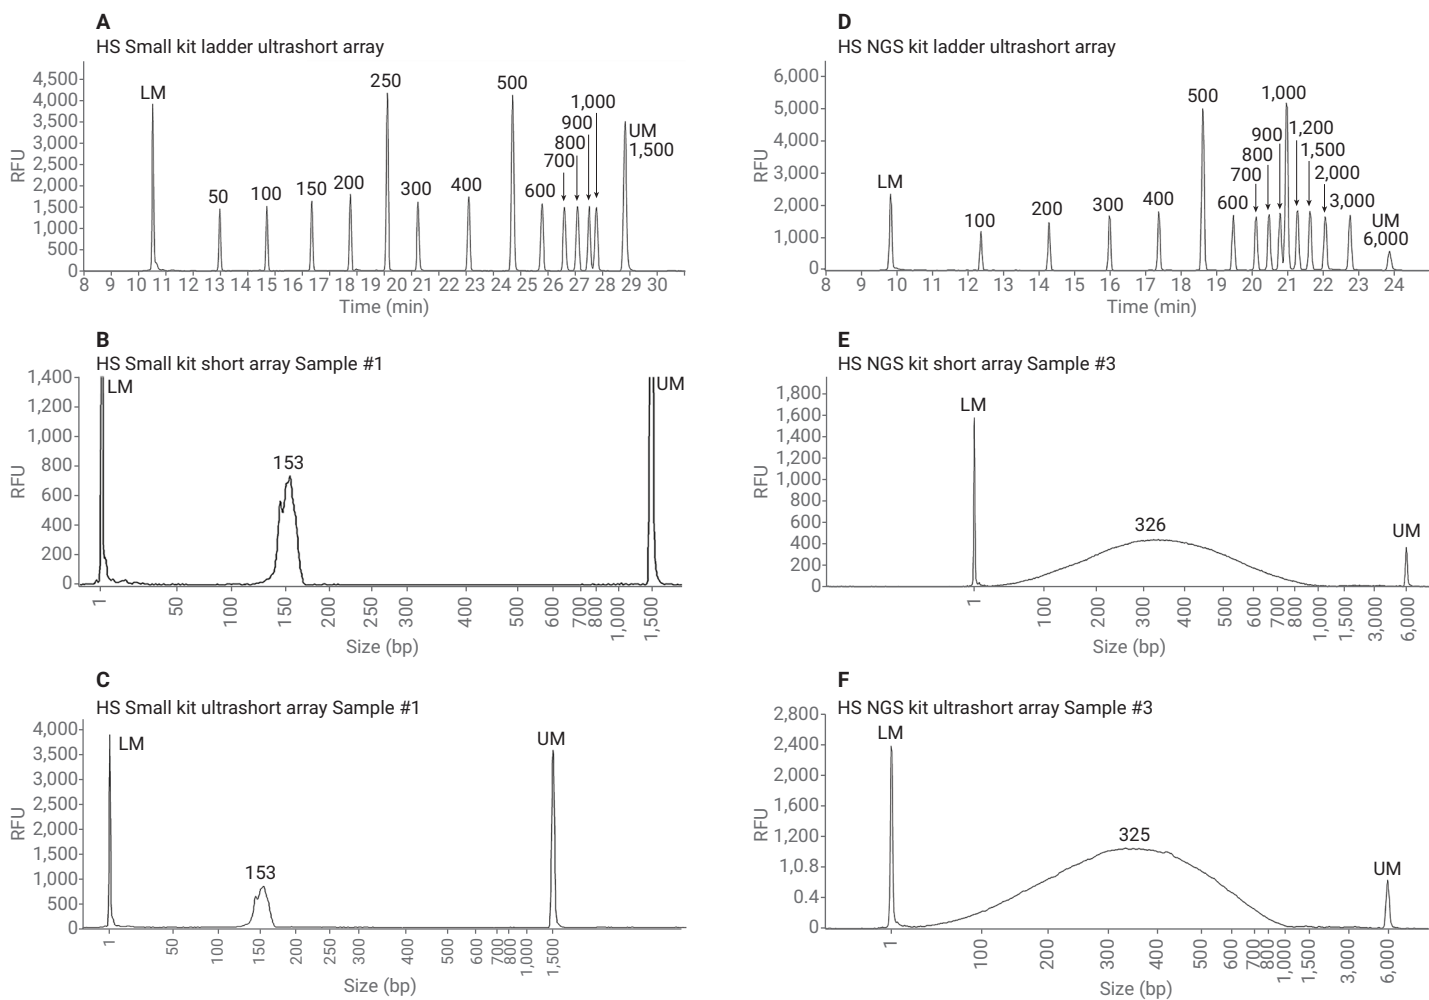 A
HS Small kit ladder ultrashort array
4,500
4,000
3,500
3,000
2,500
2,000
1,500
1,000
500
0
RFU
LM
50
100
150
200
250
300
400
500
600
700
800
900
1,000
UM
1,500
8 9 10 11 12 13 14 15 16 17 18 19 20 21 22 23 24 25 26 27 28 29 30
Time (min)
B
HS Small kit short array Sample #1
1,400
1,200
1,000
800
600
400
200
0
RFU
LM
153
UM
1 50 100 150 200 250 300 400 500 600 700 800 1,000 1,500
Size (bp)
C
HS Small kit ultrashort array Sample #1
4,000
3,500
3,000
2,500
2,000
1,500
1,000
500
0
RFU
LM
153
UM
1 50 100 150 200 250 300 400 500 600 700 800 1,000 1,500
Size (bp)
D
HS NGS kit ladder ultrashort array
6,000
5,000
4,000
3,000
2,000
1,000
0
RFU
LM
100
200
300
400
500
600
700
800
900
1,000
1,200
1,500
2,000
3,000
UM
6,000
8 9 10 11 12 13 14 15 16 17 18 19 20 21 22 23 24
Time (min)
E
HS NGS kit short array Sample #3
1,800
1,600
1,400
1,200
1,000
800
600
400
200
0
RFU
LM
326
UM
1 100 200 300 400 500 600 700 800 1,000 1,500 3,000 6,000
Size (bp)
F
HS NGS kit ultrashort array Sample #3
2,800
2,400
2,000
1,600
1,200
1,0.8
0.4
0
RFU
LM
325
UM
1 100 200 300 400 500 600 700 800 1,000 1,500 3,000 6,000
Size (bp)